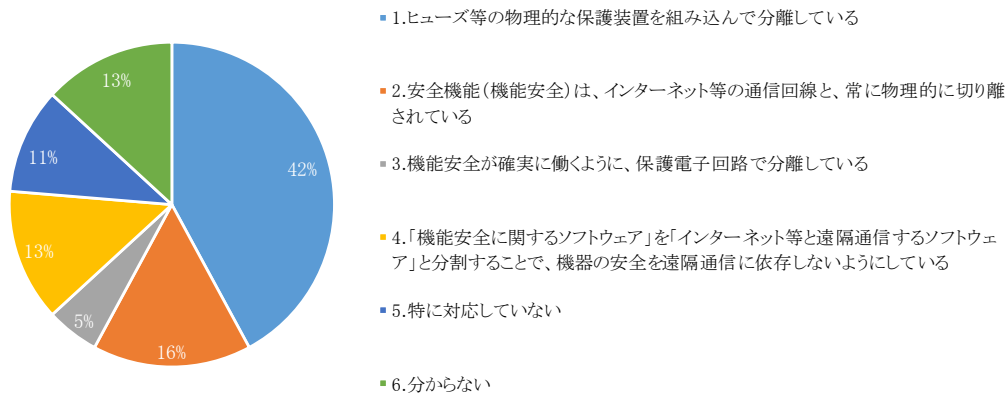 1.ヒューズ等の物理的な保護装置を組み込んで分離している
13%
2.安全機能(機能安全)は、インターネット等の通信回線と、常に物理的に切り離
されている
11%
42%
3.機能安全が確実に働くように、保護電子回路で分離している
13%
4.「機能安全に関するソフトウェア」を「インターネット等と遠隔通信するソフトウェ
ア」と分割することで、機器の安全を遠隔通信に依存しないようにしている
5%
16%
5.特に対応していない
6.分からない